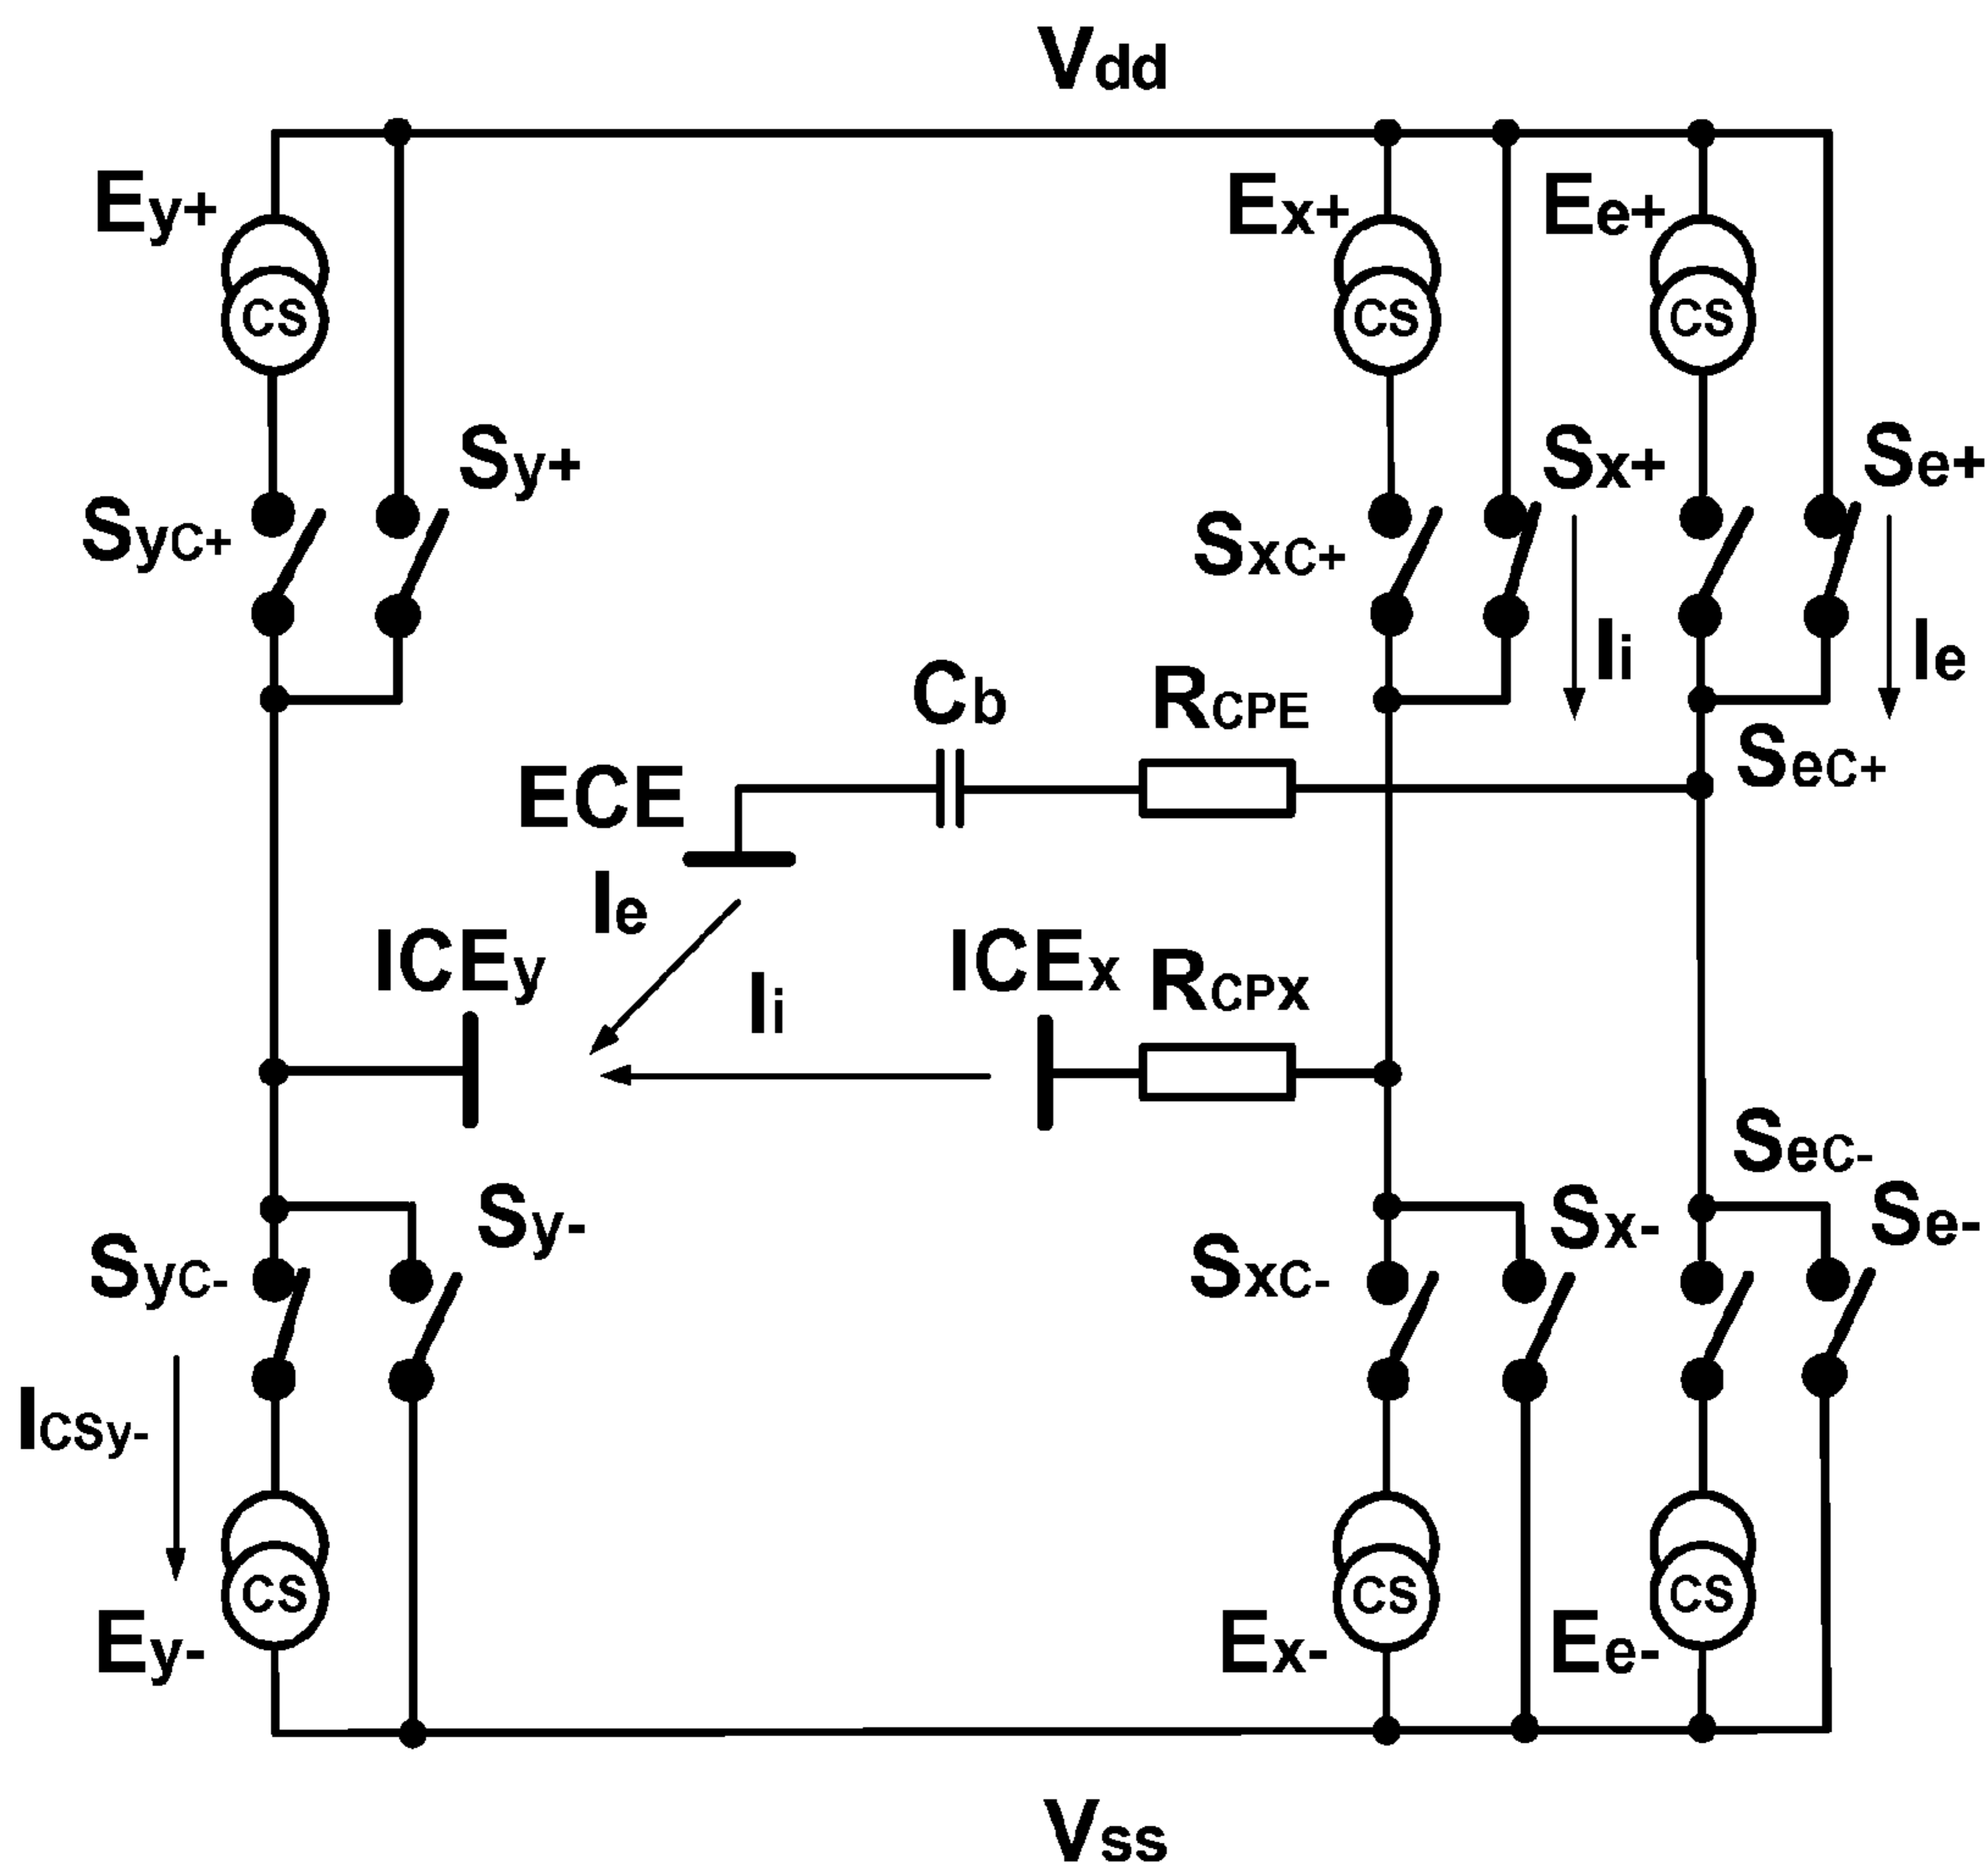 Vdd
Ey+
Ex+
Ee+
CS
CS
CS
Sy+
Sx+
Se+
SyC+
SxC+
Ii
Ie
Cb
RCPE
SeC+
ECE
Ie
ICEy
ICEx
RCPx
Ii
SeC-
Sy-
Sx-
Se-
SyC-
SxC-
ICSy-
CS
CS
CS
Ey-
Ex-
Ee-
Vss